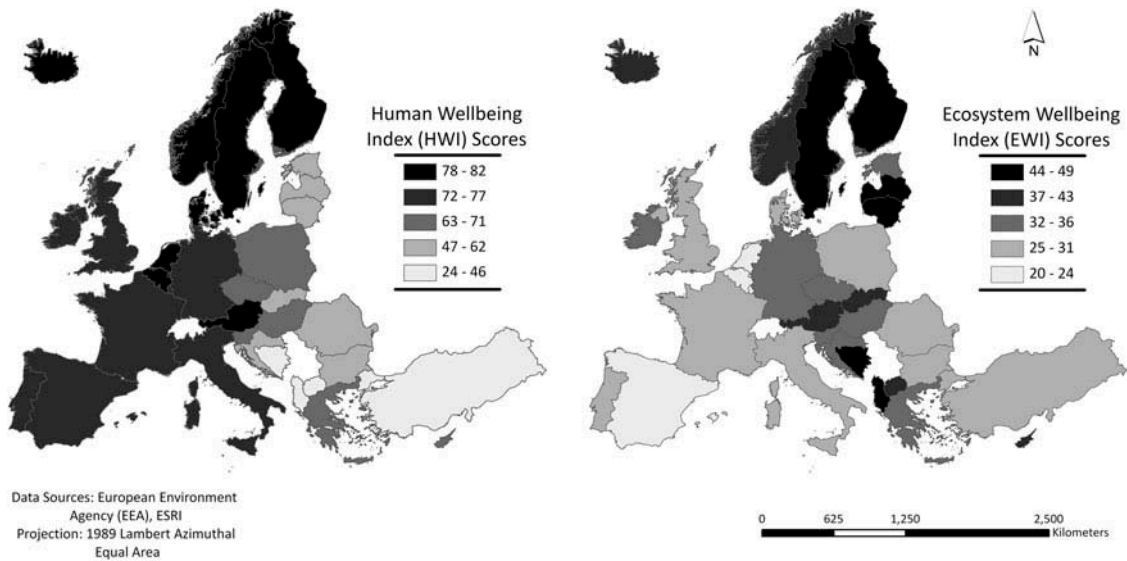 N
Human Wellbeing
Index (HWI) Scores
78 - 82
72 - 77
63 - 71
47 - 62
24 - 46
Ecosystem Wellbeing
Index (EWI) Scores
44 - 49
37 - 43
32 - 36
25 - 31
20 - 24
Data Sources: European Environment
Agency (EEA), ESRI
Projection: 1989 Lambert Azimuthal
Equal Area
0 625 1,250 2,500
Kilometers